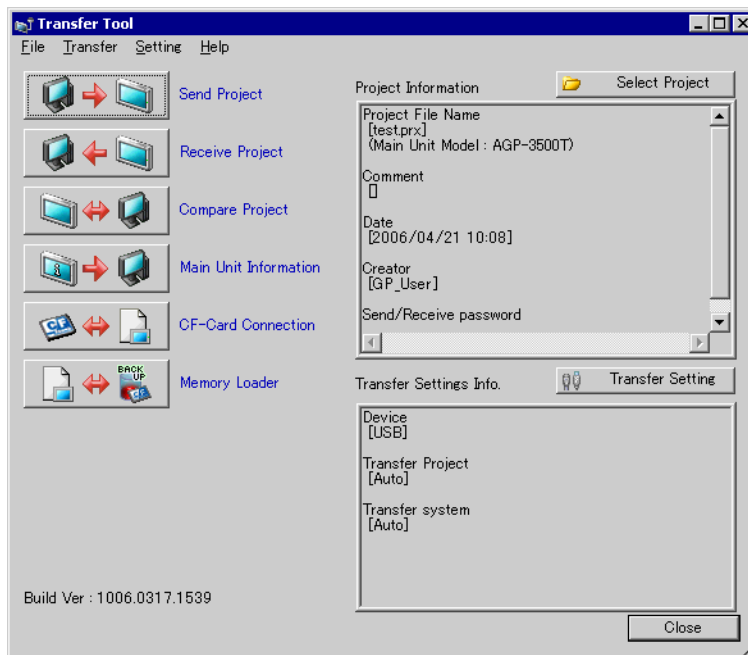 Transfer Tool
File Transfer Setting Help
Send Project
Receive Project
Compare Project
Main Unit Information
CF-Card Connection
Memory Loader
CF
BACK
UP
CF
Build Ver : 1006.0317.1539
Project Information
Select Project
Project File Name
[test.prx]
(Main Unit Model : AGP-3500T)
Comment
[]
Date
[2006/04/21 10:08]
Creator
[GP_User]
Send/Receive password
Transfer Settings Info.
Transfer Setting
Device
[USB]
Transfer Project
[Auto]
Transfer system
[Auto]
Close